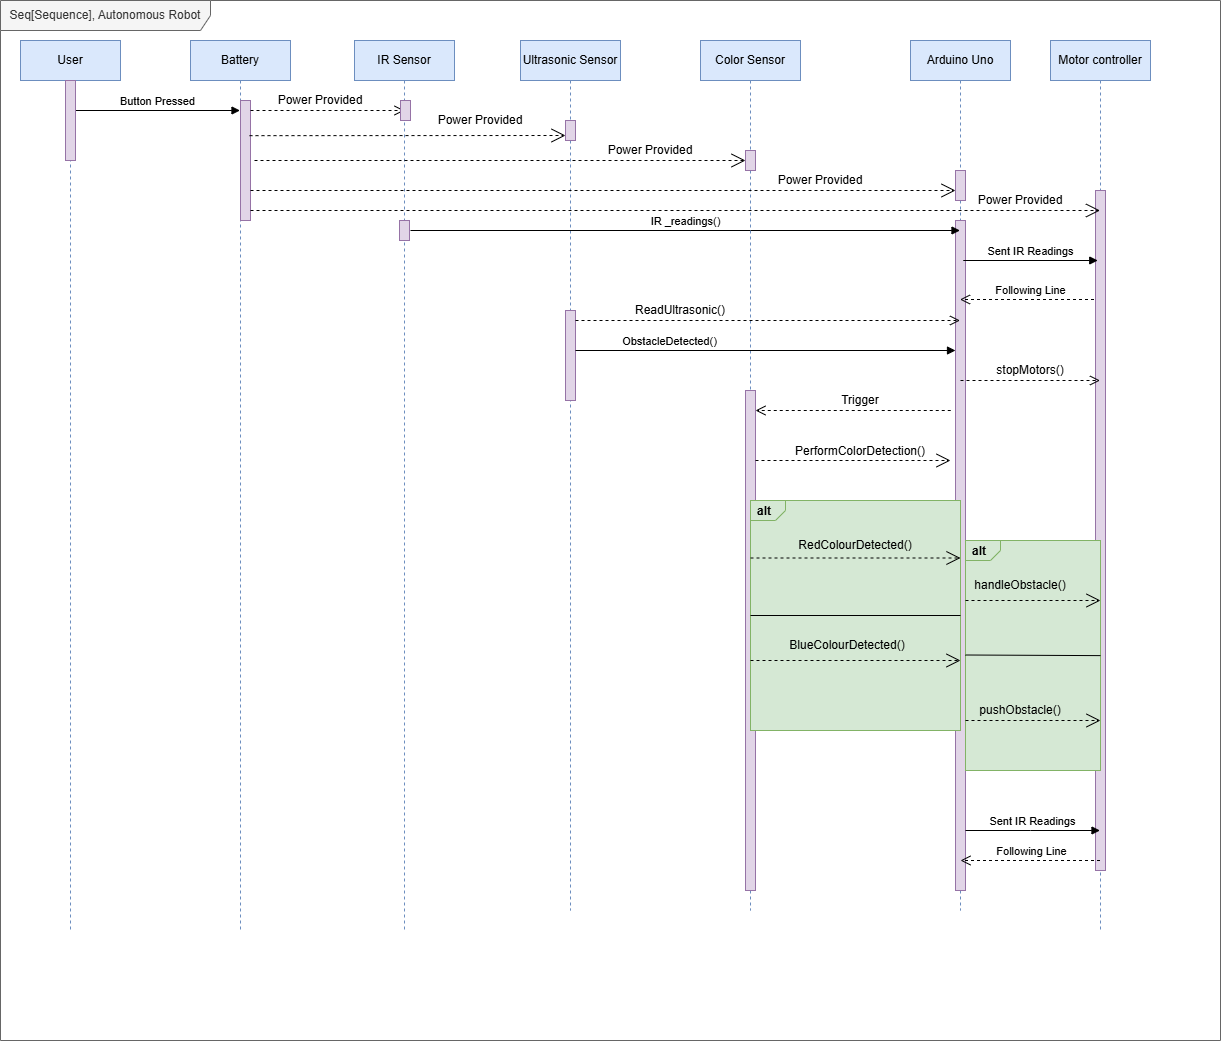 Seq[Sequence], Autonomous Robot
User
Battery
IR Sensor
Ultrasonic Sensor
Color Sensor
Arduino Uno
Motor controller
Button Pressed
Power Provided
Power Provided
Power Provided
Power Provided
Power Provided
IR _readings()
Sent IR Readings
Following Line
ReadUltrasonic()
ObstacleDetected()
stopMotors()
Trigger
PerformColorDetection()
alt
RedColourDetected()
alt
handleObstacle()
BlueColourDetected()
pushObstacle()
Sent IR Readings
Following Line